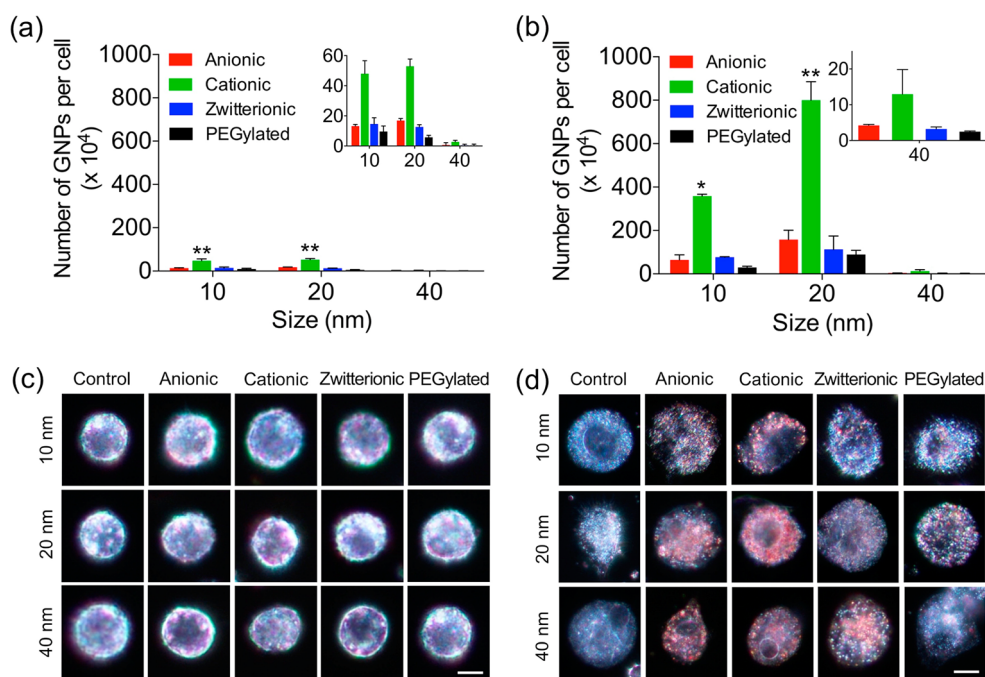 (a)
Number of GNPs per cell
(x 10⁴)
1000
800
600
400
200
0
Anionic
Cationic
Zwitterionic
PEGylated
60
40
20
0
10
20
40
**
**
10
20
40
Size (nm)
(b)
Number of GNPs per cell
(x 10⁴)
1000
800
600
400
200
0
Anionic
Cationic
Zwitterionic
PEGylated
20
10
0
40
*
**
10
20
40
Size (nm)
(c)
Control Anionic Cationic Zwitterionic PEGylated
10 nm
20 nm
40 nm
(d)
Control Anionic Cationic Zwitterionic PEGylated
10 nm
20 nm
40 nm